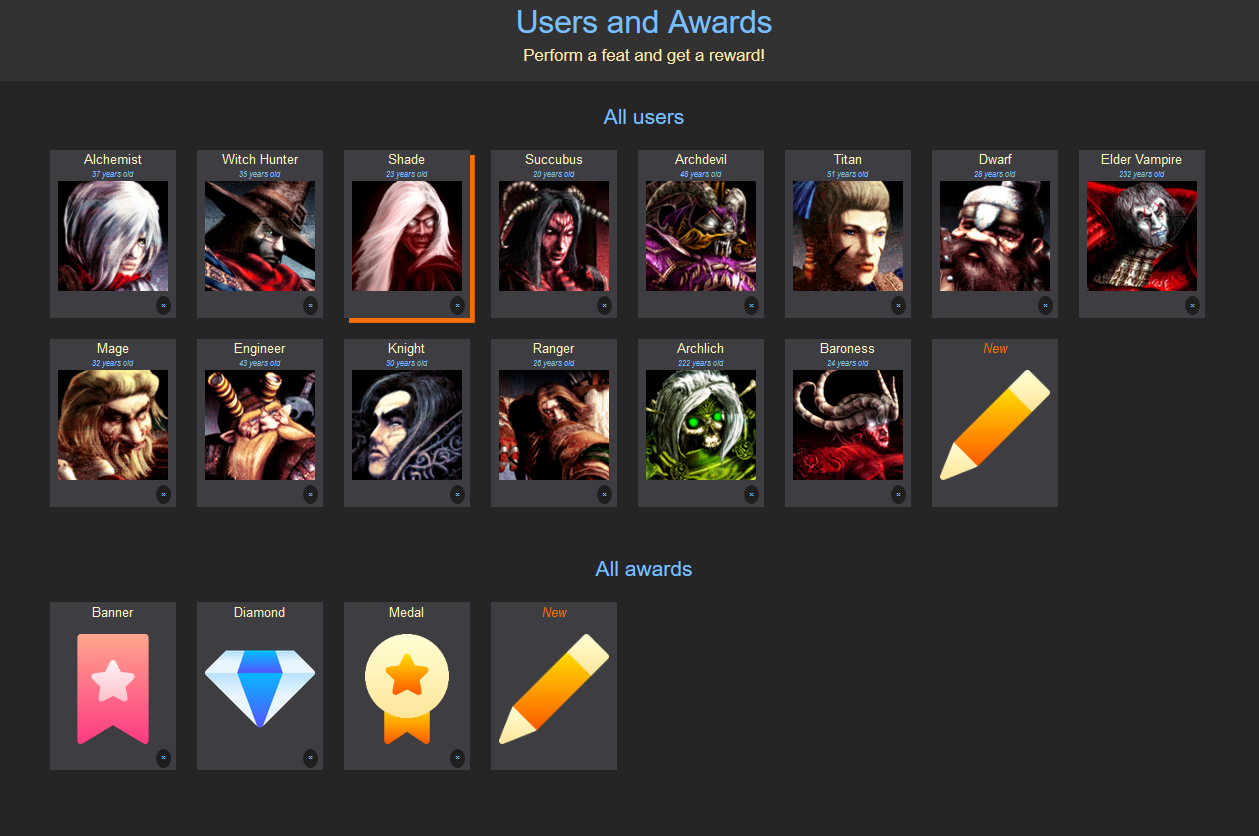 Users and Awards
Perform a feat and get a reward!
All users
Alchemist
37 years old
Witch Hunter
35 years old
Shade
23 years old
Succubus
20 years old
Archdevil
48 years old
Titan
51 years old
Dwarf
28 years old
Elder Vampire
232 years old
Mage
32 years old
Engineer
43 years old
Knight
30 years old
Ranger
26 years old
Archlich
222 years old
Baroness
24 years old
New
All awards
Banner
Diamond
Medal
New